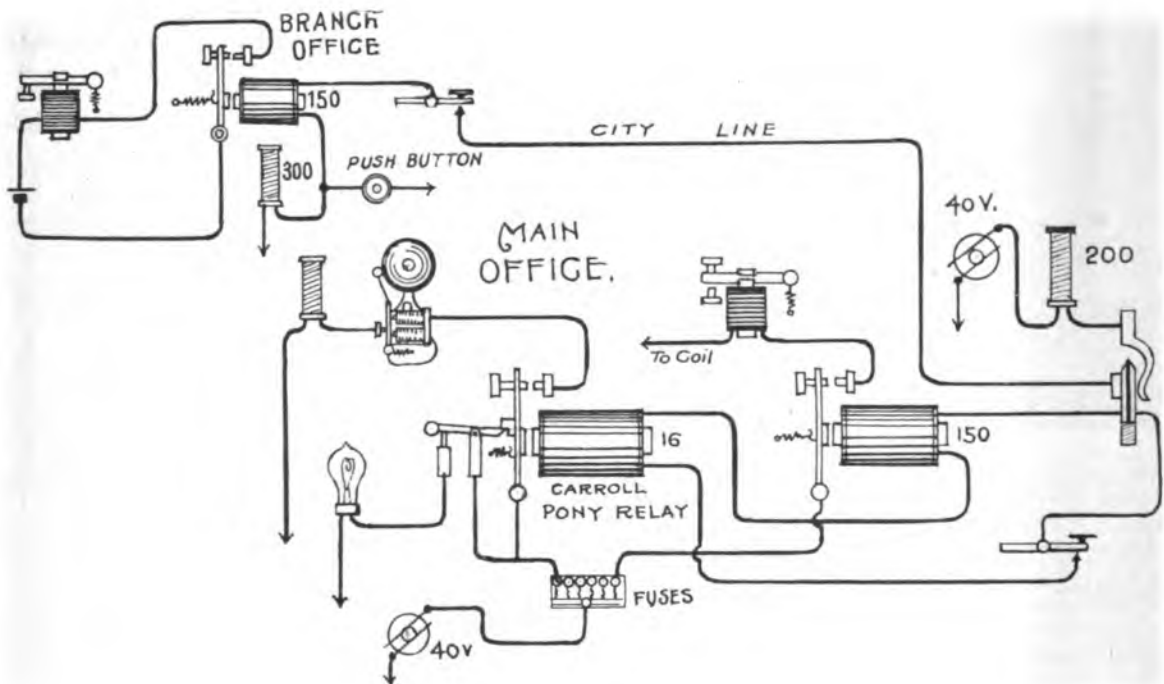 BRANCH
OFFICE
150
300
PUSH BUTTON
CITY LINE
40 V.
200
MAIN
OFFICE.
To Coil
16
150
CARROLL
PONY RELAY
FUSES
40V